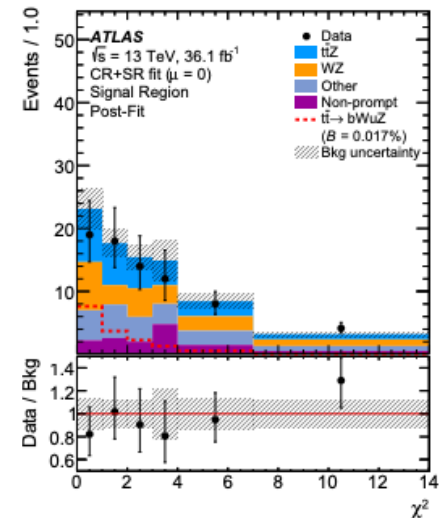 Events / 1.0
50
40
30
20
10
ATLAS
√s = 13 TeV, 36.1 fb⁻¹
CR+SR fit (μ = 0)
Signal Region
Post-Fit
Data
tt̄Z
WZ
Other
Non-prompt
tt̄→ bWuZ
(B = 0.017%)
Bkg uncertainty
Data / Bkg
1.4
1.2
1
0.8
0.6
0 2 4 6 8 10 12 14
χ²